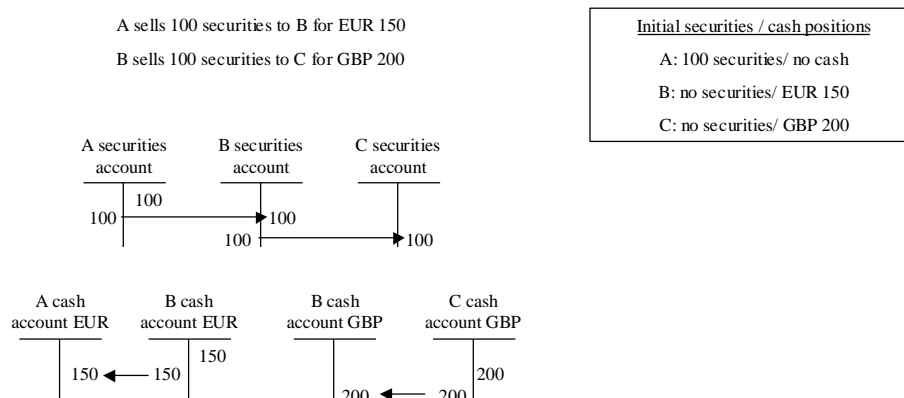 A sells 100 securities to B for EUR 150
B sells 100 securities to C for GBP 200
Initial securities / cash positions
A: 100 securities/ no cash
B: no securities/ EUR 150
C: no securities/ GBP 200
A securities account
B securities account
C securities account
100
100 100
100 100
A cash account EUR
B cash account EUR
B cash account GBP
C cash account GBP
150
150 150 200
200 200